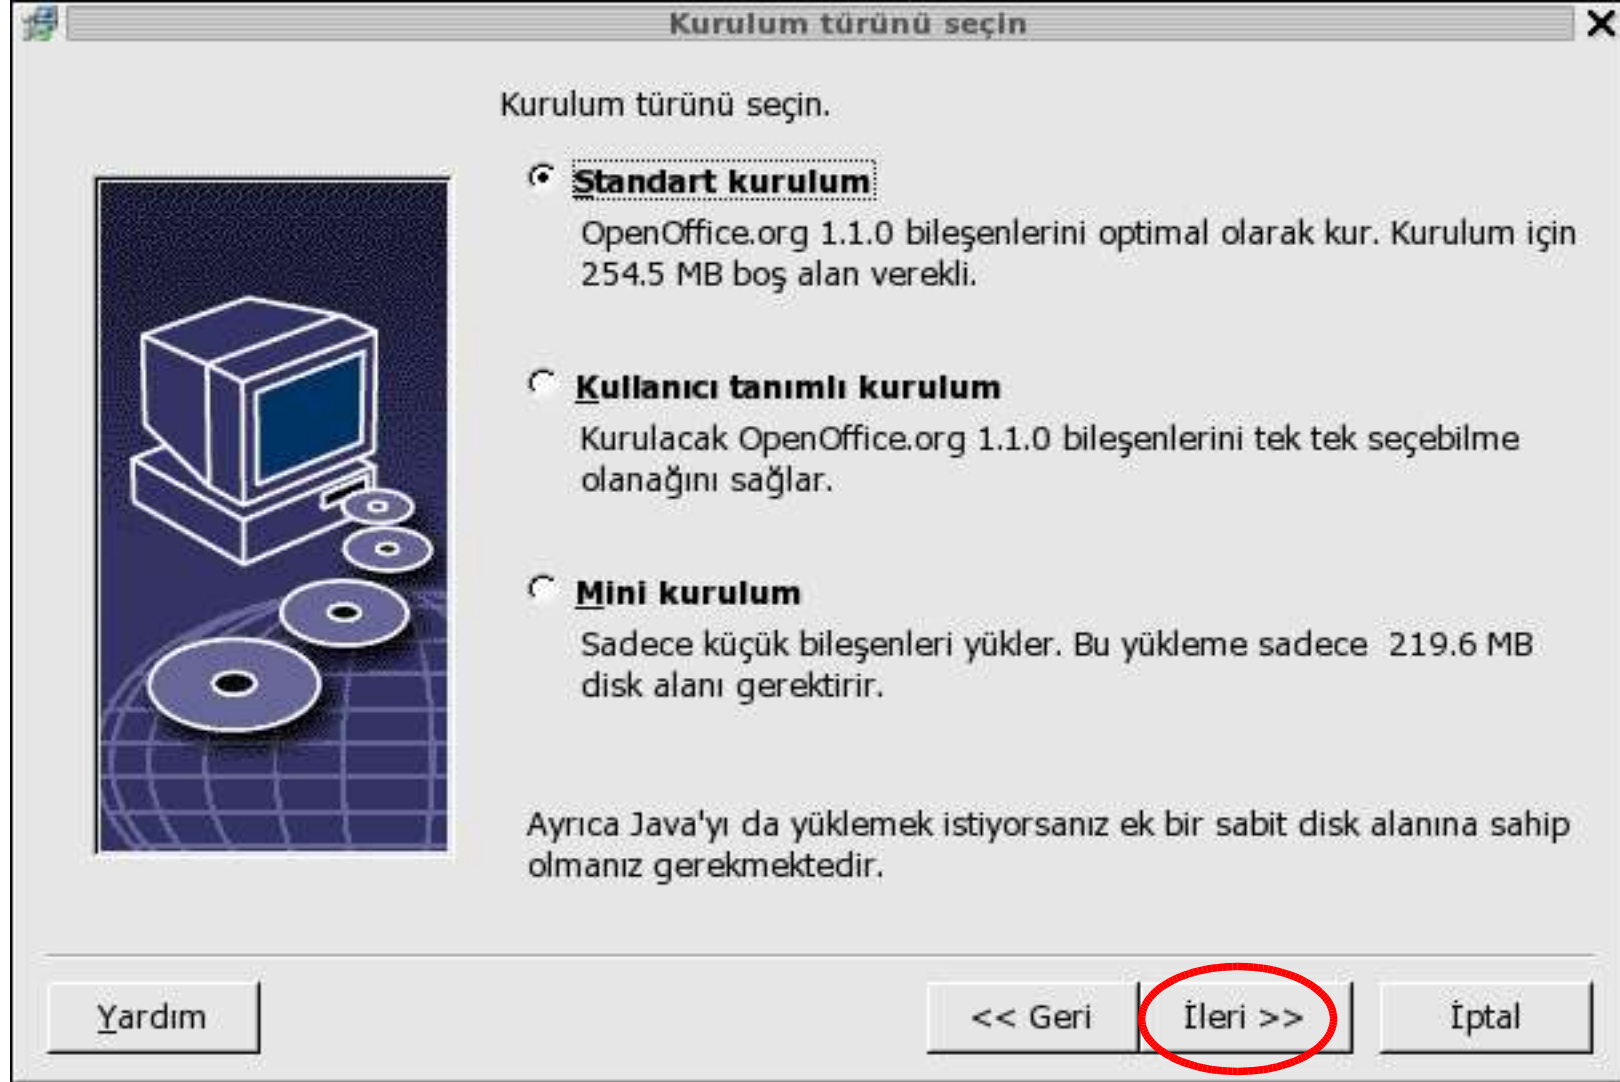 Kurulum türünü seçin
Kurulum türünü seçin.
Standart kurulum
OpenOffice.org 1.1.0 bileşenlerini optimal olarak kur. Kurulum için
254.5 MB boş alan verekli.
Kullanıcı tanımlı kurulum
Kurulacak OpenOffice.org 1.1.0 bileşenlerini tek tek seçebilme
olanağını sağlar.
Mini kurulum
Sadece küçük bileşenleri yükler. Bu yükleme sadece  219.6 MB
disk alanı gerektirir.
Ayrıca Java'yı da yüklemek istiyorsanız ek bir sabit disk alanına sahip
olmanız gerekmektedir.
Yardım
<< Geri
İleri >>
İptal